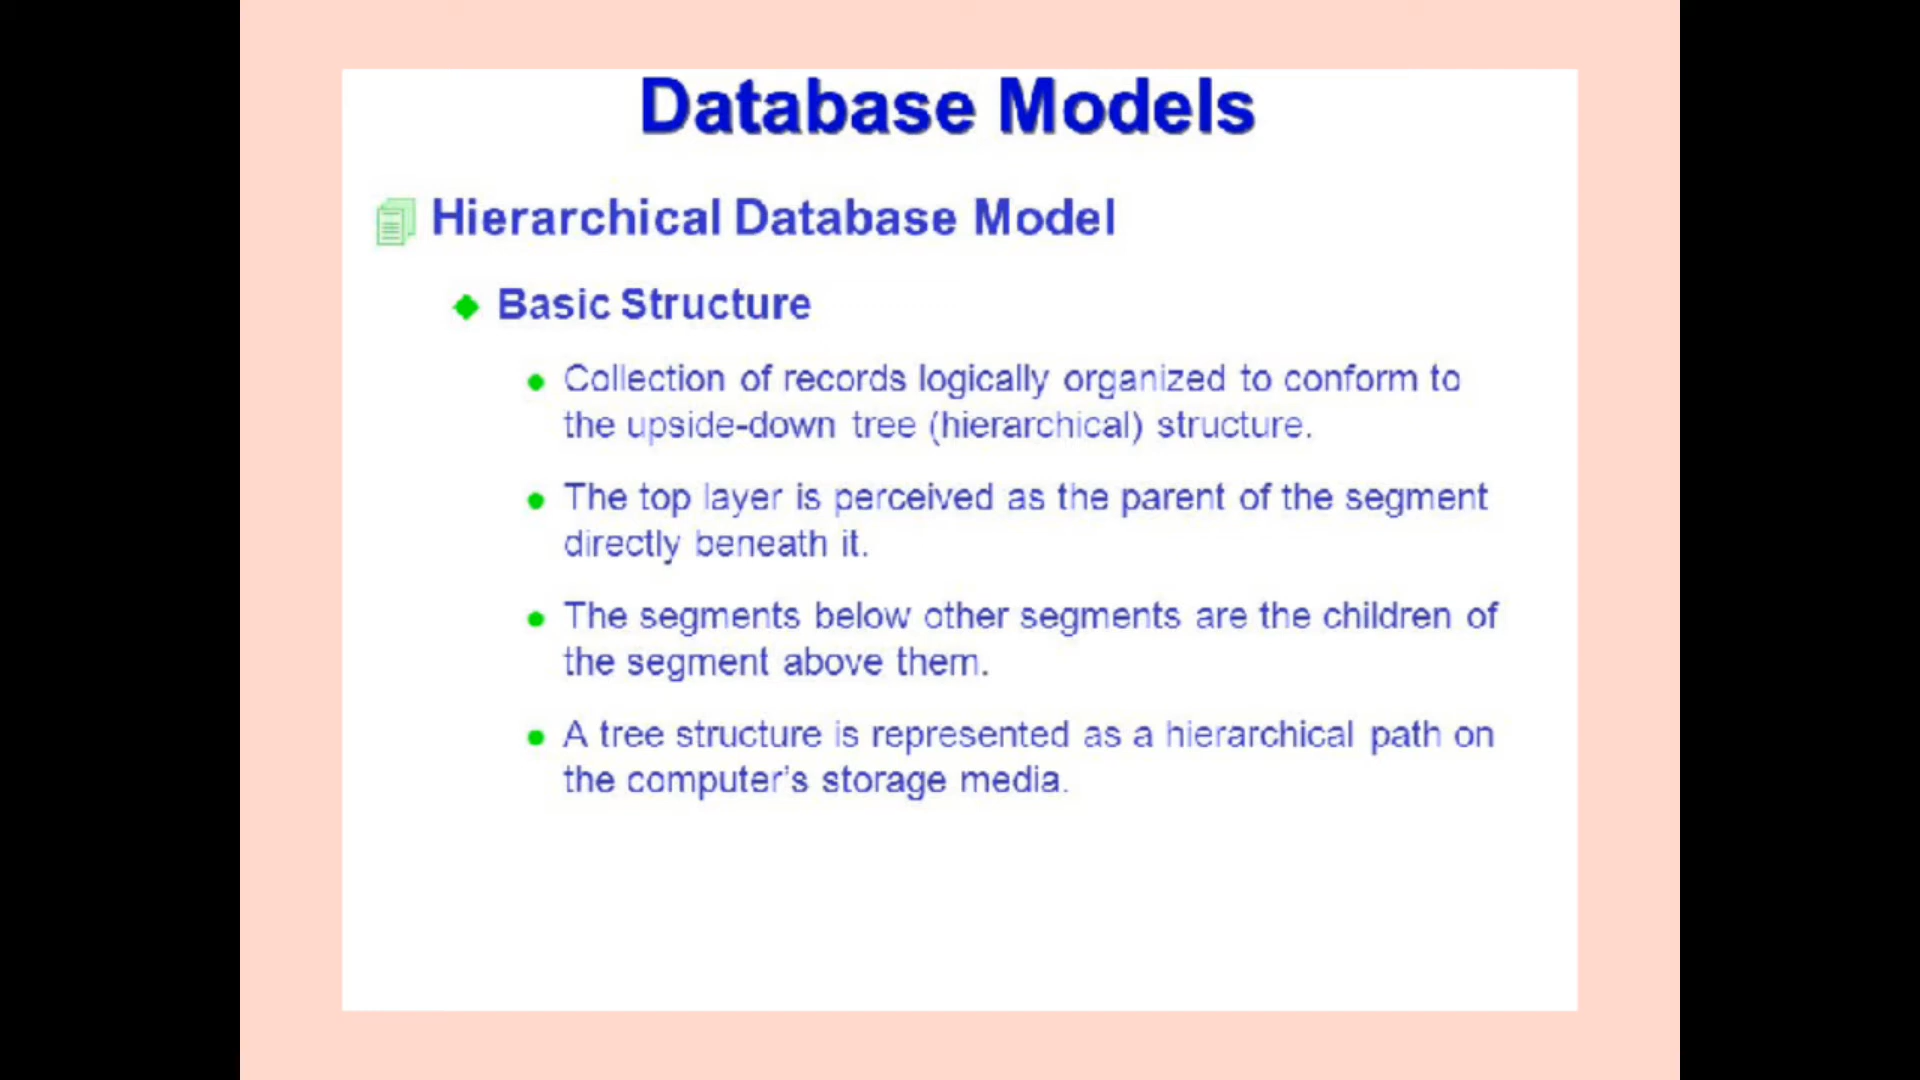 Database Models
Hierarchical Database Model
Basic Structure
Collection of records logically organized to conform to
the upside-down tree (hierarchical) structure.
The top layer is perceived as the parent of the segment
directly beneath it.
The segments below other segments are the children of
the segment above them.
A tree structure is represented as a hierarchical path on
the computer's storage media.